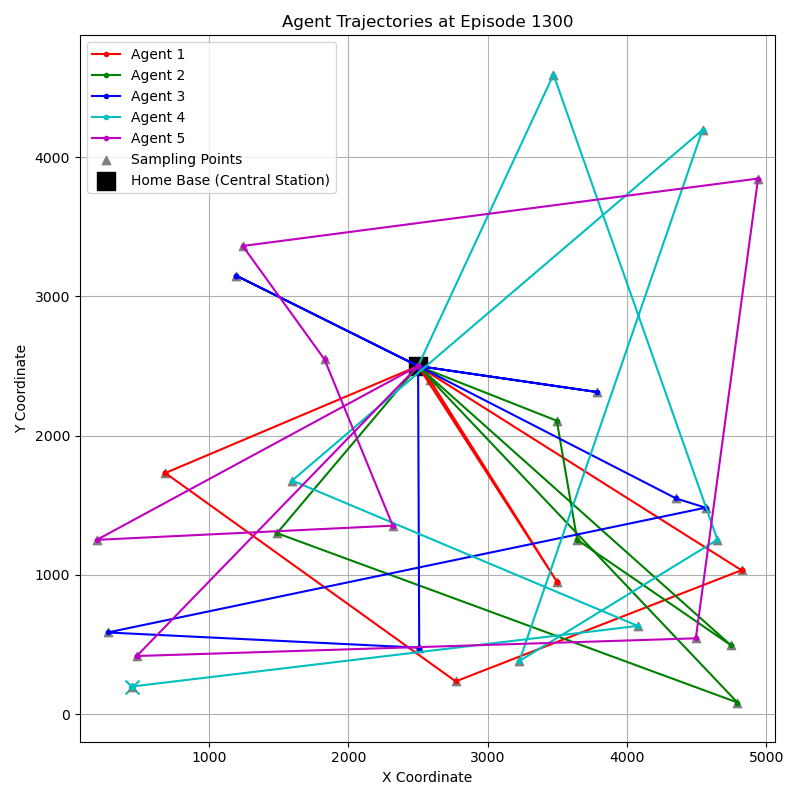 Agent Trajectories at Episode 1300
Agent 1
Agent 2
Agent 3
Agent 4
Agent 5
Sampling Points
Home Base (Central Station)
Y Coordinate
4000
3000
2000
1000
0
1000 2000 3000 4000 5000
X Coordinate